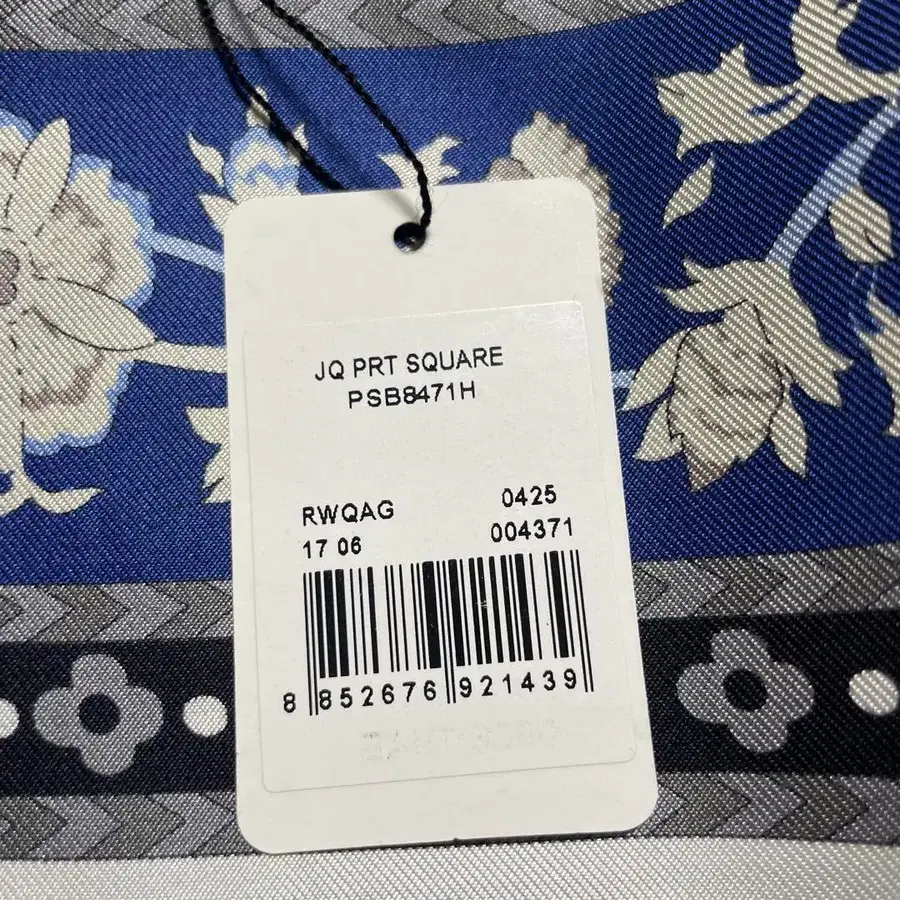 JQ PRT SQUARE
PSB8471H
RWQAG 0425
17 06 004371
8 852676 921439